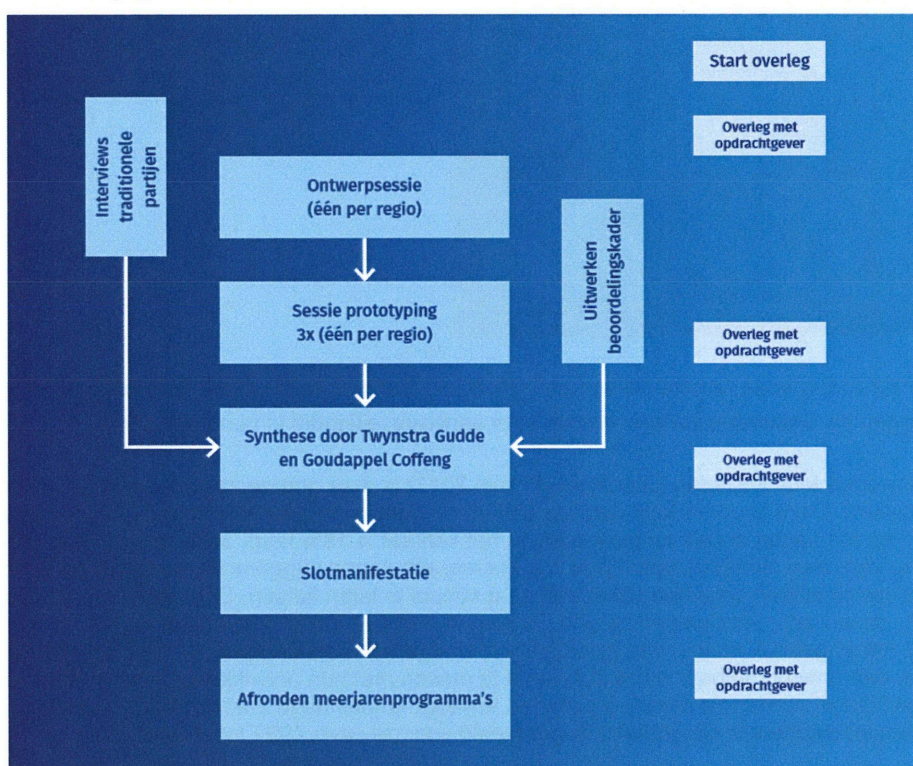 Start overleg
Overleg met
opdrachtgever
Interviews
traditionele
partijen
Ontwerpsessie
(één per regio)
Uitwerken
beoordelingskader
Sessie prototyping
3x (één per regio)
Overleg met
opdrachtgever
Synthese door Twynstra Gudde
en Goudappel Coffeng
Overleg met
opdrachtgever
Slotmanifestatie
Afronden meerjarenprogramma's
Overleg met
opdrachtgever